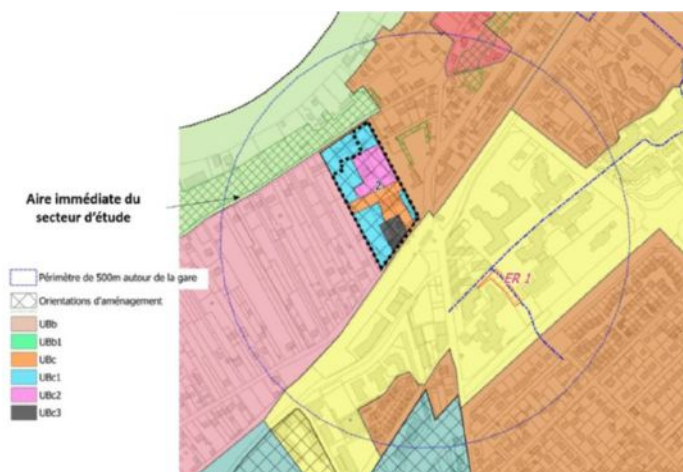 Aire immédiate du
secteur d'étude
Périmètre de 500m autour de la gare
Orientations d'aménagement
UBb
UBb1
UBc
UBc1
UBc2
UBc3
2
ER 1